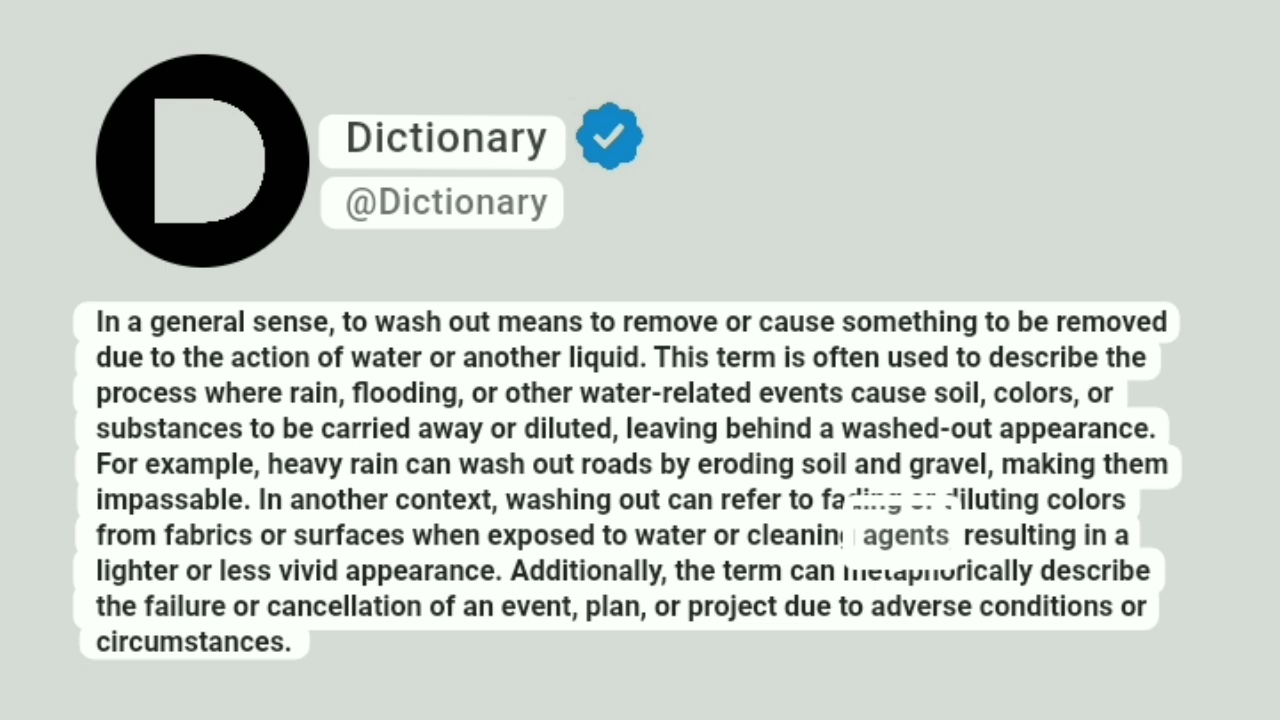 D
Dictionary
@Dictionary
In a general sense, to wash out means to remove or cause something to be removed
due to the action of water or another liquid. This term is often used to describe the
process where rain, flooding, or other water-related events cause soil, colors, or
substances to be carried away or diluted, leaving behind a washed-out appearance.
For example, heavy rain can wash out roads by eroding soil and gravel, making them
impassable. In another context, washing out can refer to fading or diluting colors
from fabrics or surfaces when exposed to water or cleaning agents resulting in a
lighter or less vivid appearance. Additionally, the term can metaphorically describe
the failure or cancellation of an event, plan, or project due to adverse conditions or
circumstances.